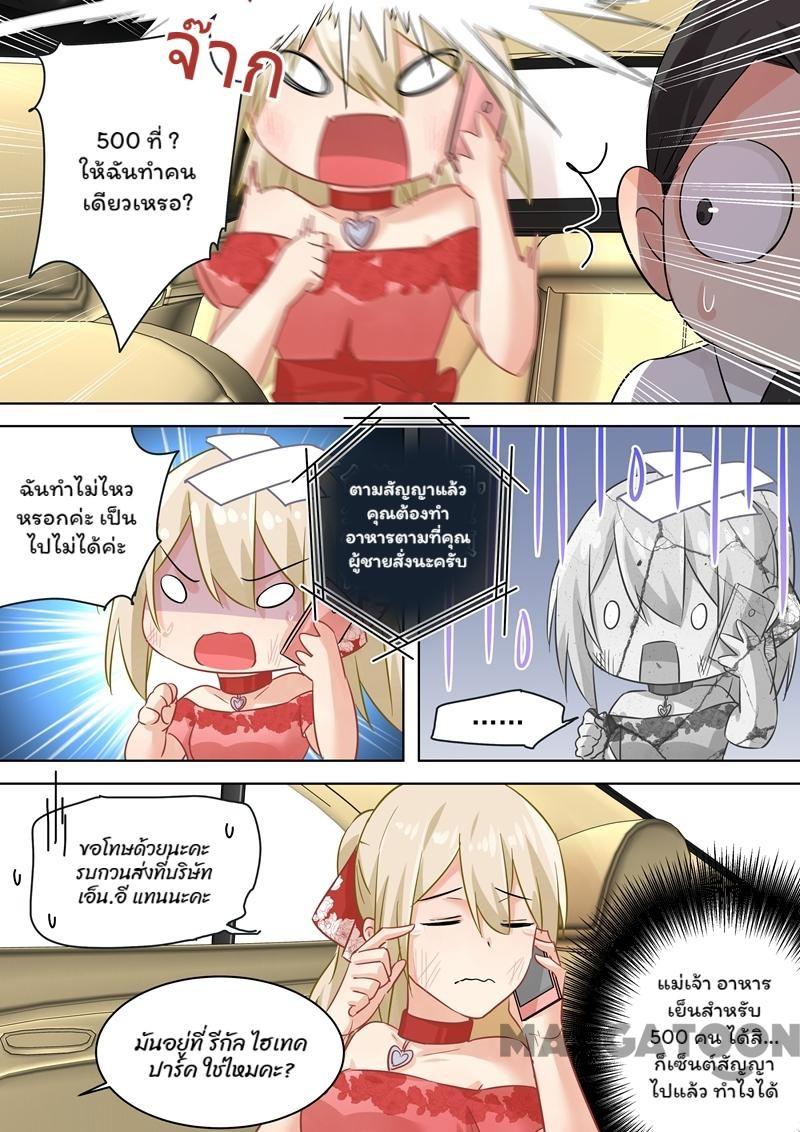 จ๊าก
500 ที่ ?
ให้ฉันทำคน
เดียวเหรอ?
ฉันทำไม่ไหว
หรอกค่ะ เป็น
ไปไม่ได้ค่ะ
ตามสัญญาแล้ว
คุณต้องทำ
อาหารตามที่คุณ
ผู้ชายสั่งนะครับ
......
ขอโทษด้วยนะคะ
รบกวนส่งที่บริษัท
เอ็น.อี แทนนะคะ
มันอยู่ที่ รีกัล ไฮเทค
ปาร์ค ใช่ไหมคะ?
แม่เจ้า อาหาร
เย็นสำหรับ
500 คน ได้สิ...
ก็เซ็นต์สัญญา
ไปแล้ว ทำไงได้
MANGATOON